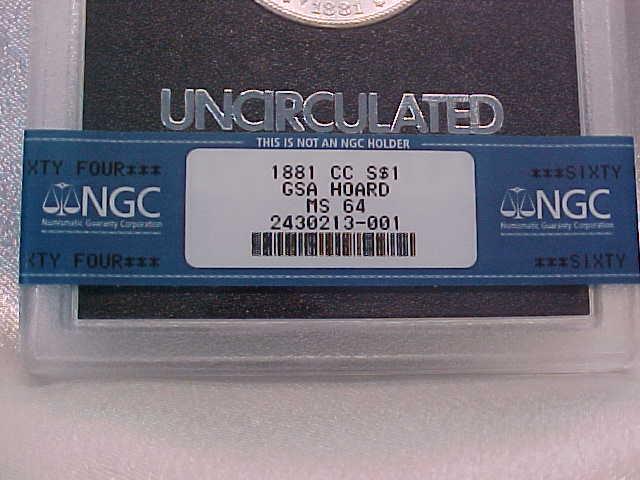 1881
UNCIRCULATED
THIS IS NOT AN NGC HOLDER
XTY FOUR*** 1881 CC S$1 ***SIXTY
GSA HOARD
NGC MS 64 NGC
Numismatic Guaranty Corporation 2430213-001 Numismatic Guaranty Corporation
XTY FOUR*** ***SIXTY